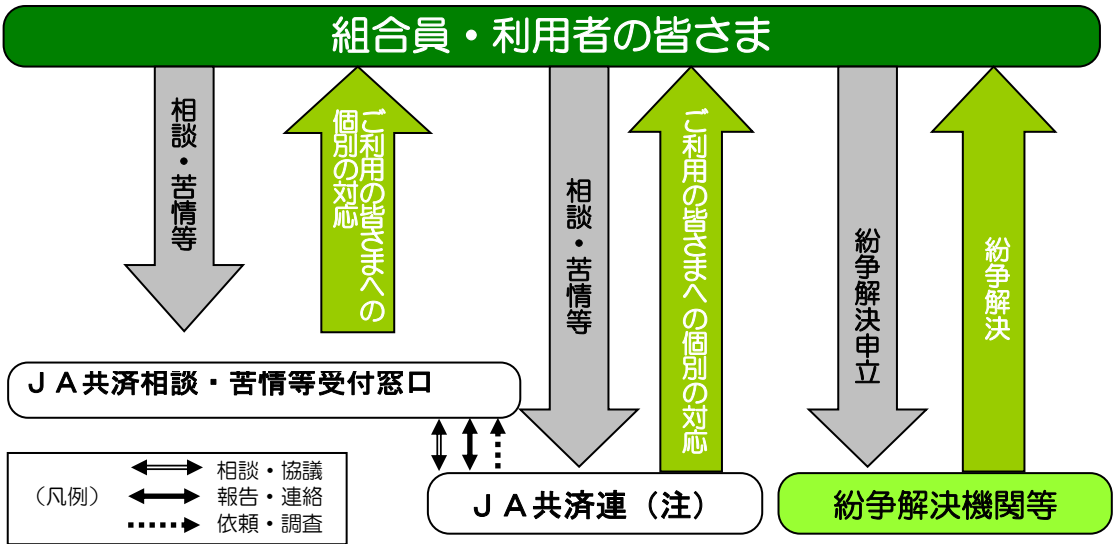 組合員・利用者の皆さま
相談・苦情等
ご利用の皆さまへの
個別の対応
相談・苦情等
ご利用の皆さまへの個別の対応
紛争解決申立
紛争解決
ＪＡ共済相談・苦情等受付窓口
（凡例）
相談・協議
報告・連絡
依頼・調査
ＪＡ共済連（注）
紛争解決機関等